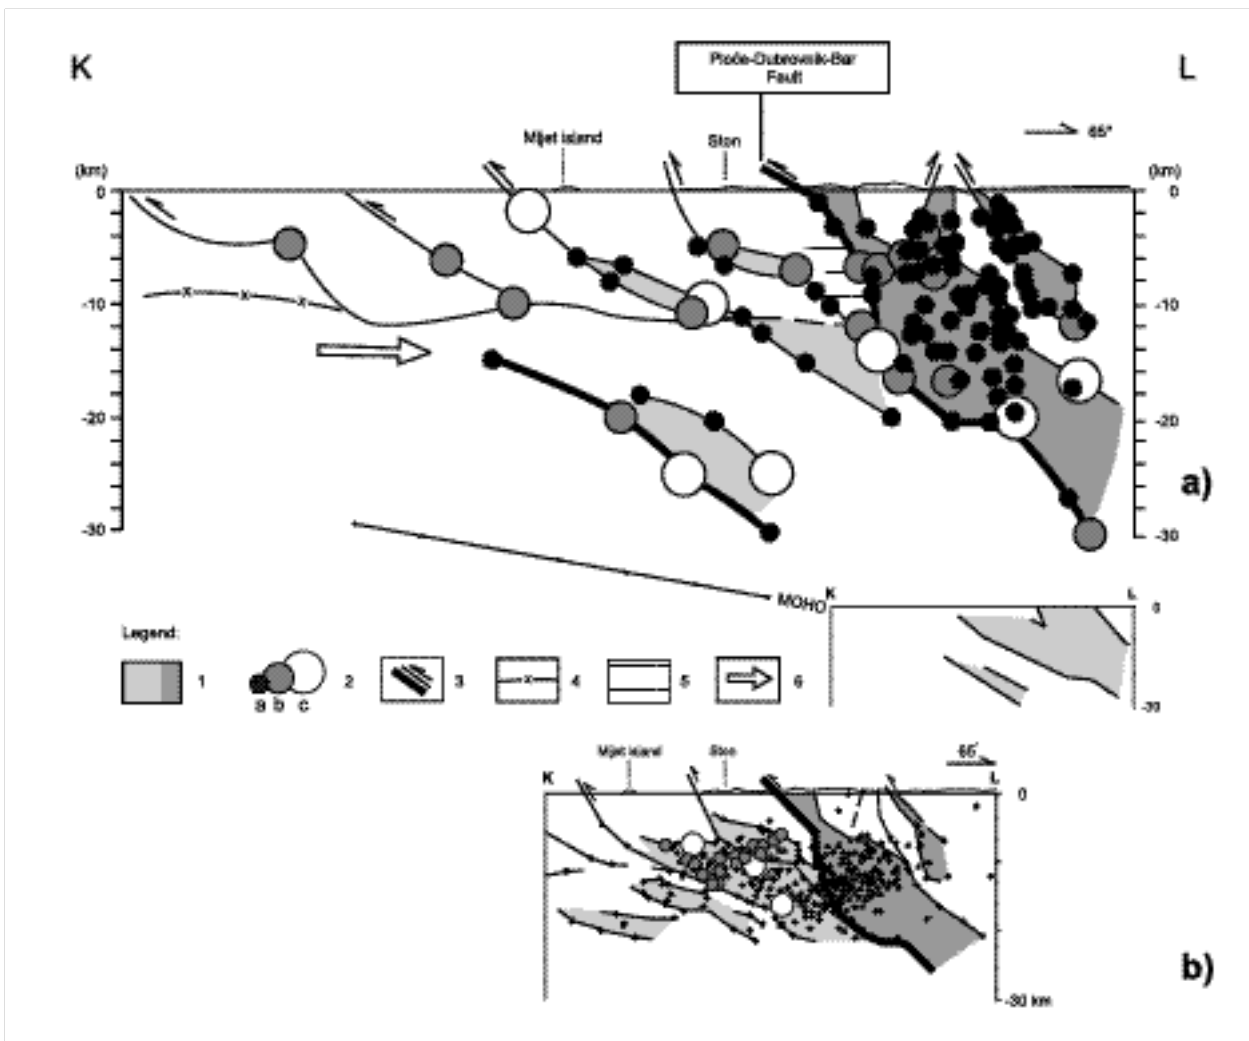 K
L
Ploče-Dubrovnik-Bar
Fault
65°
Mljet island
Ston
(km)
(km)
0
0
-10
-10
-20
-20
-30
-30
a)
MOHO
K
L
0
-30
Legend:
1
2
a b c
3
4
5
6
Mljet island
Ston
65°
K
L
0
-30 km
b)